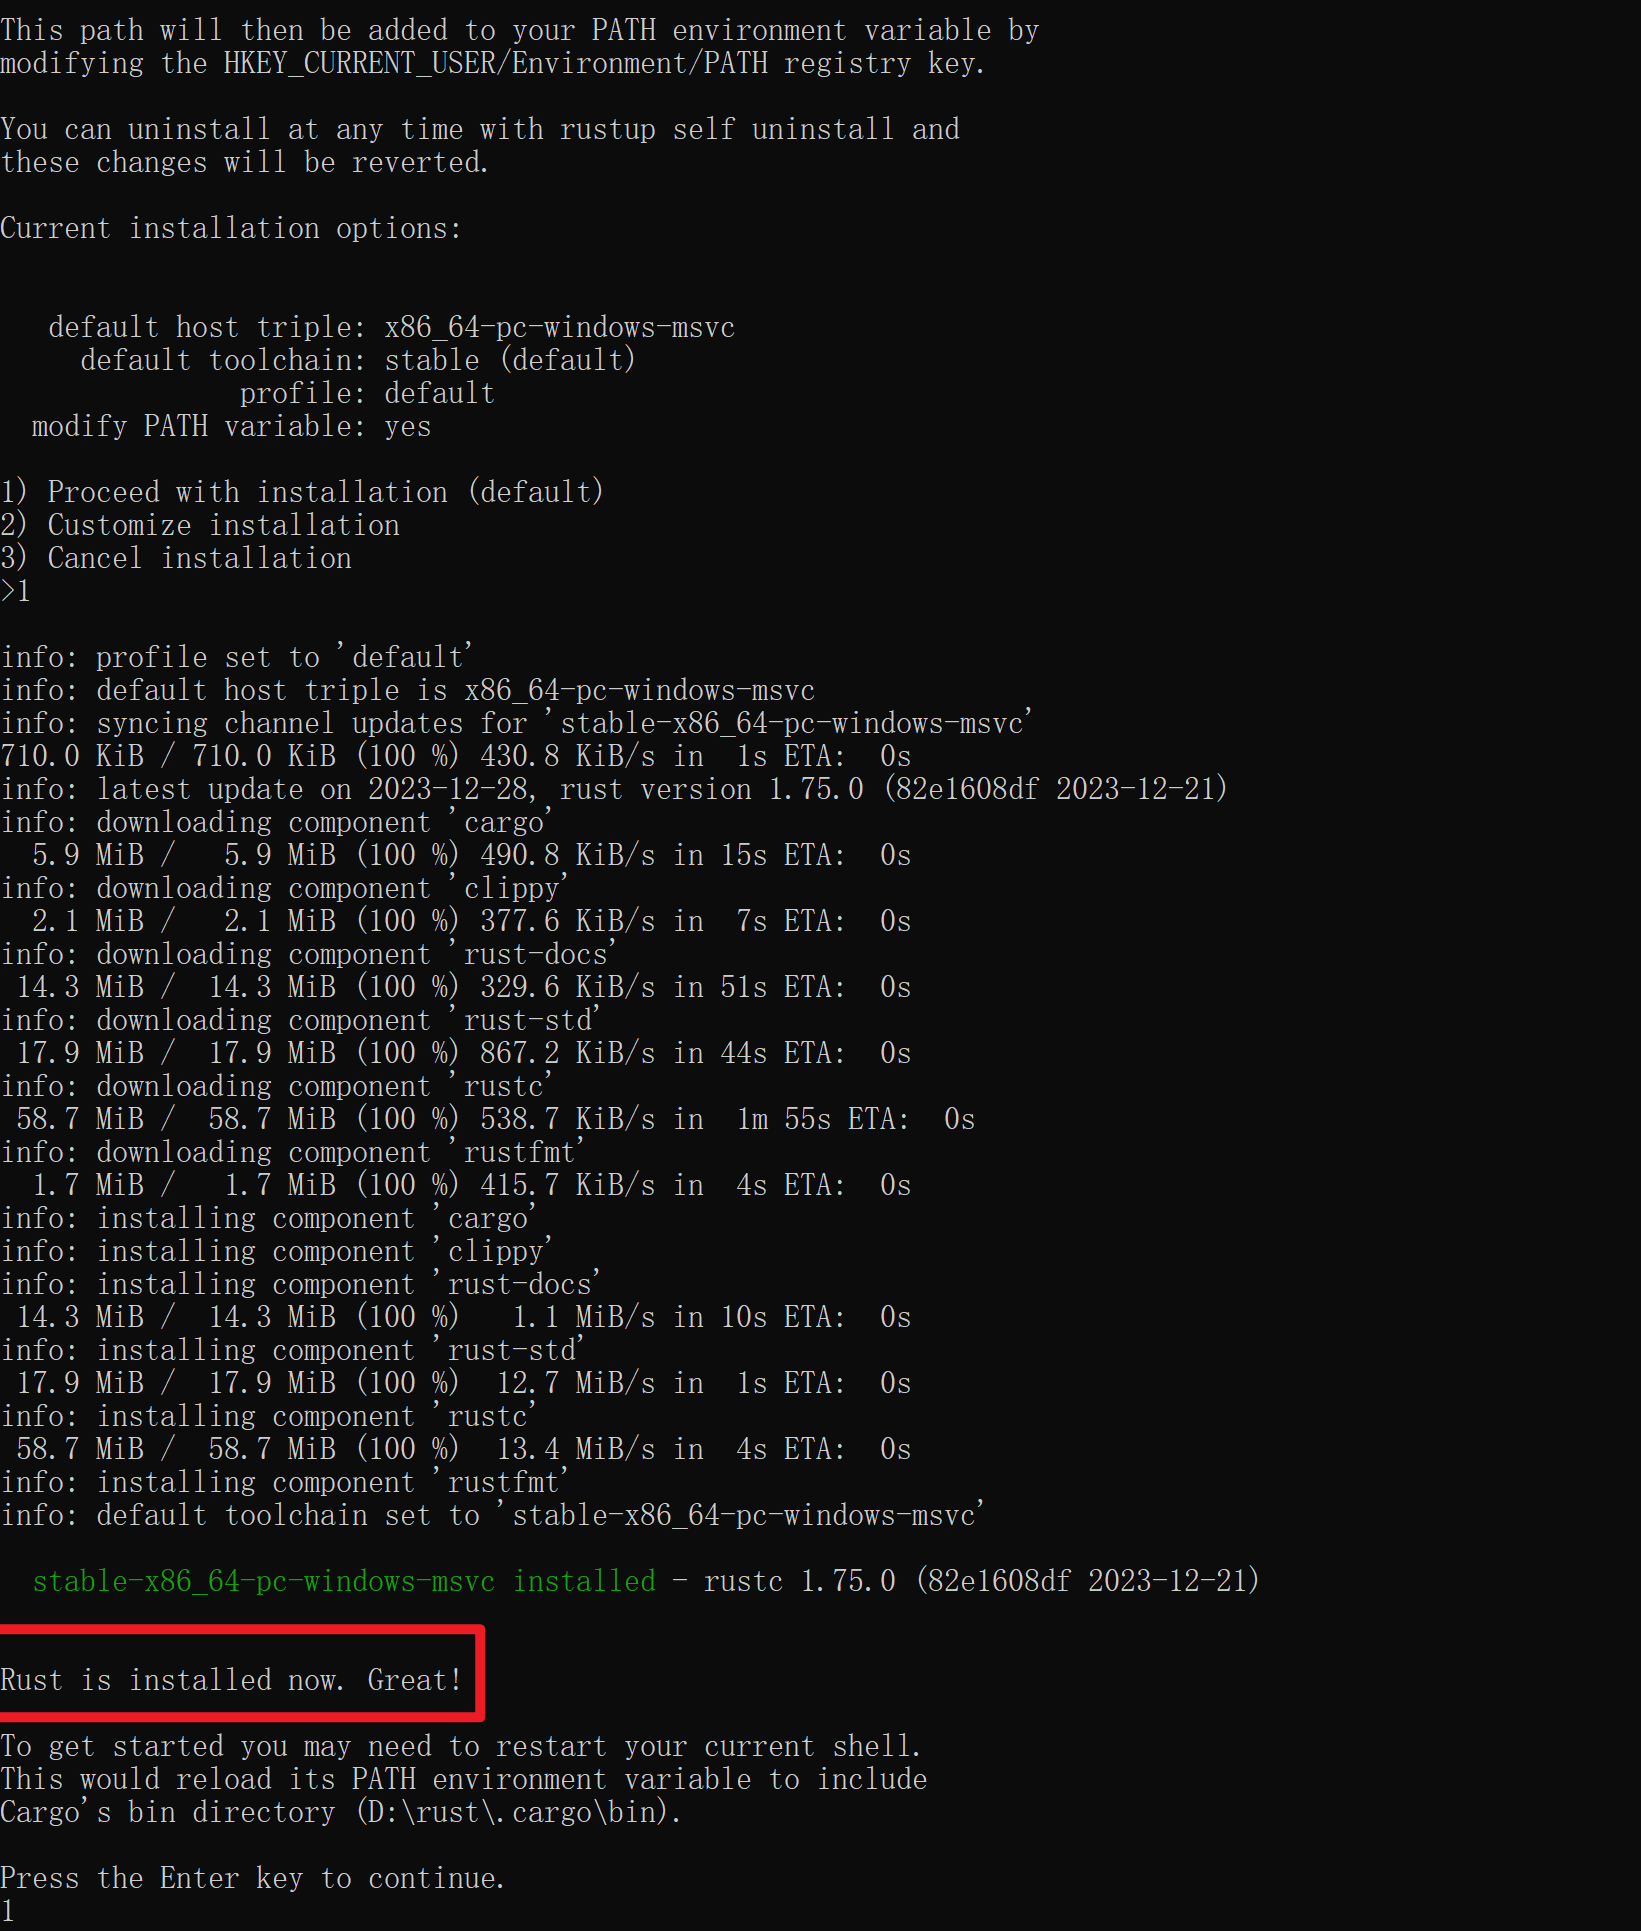 This path will then be added to your PATH environment variable by
modifying the HKEY_CURRENT_USER/Environment/PATH registry key.
You can uninstall at any time with rustup self uninstall and
these changes will be reverted.
Current installation options:
default host triple: x86_64-pc-windows-msvc
default toolchain: stable (default)
profile: default
modify PATH variable: yes
1) Proceed with installation (default)
2) Customize installation
3) Cancel installation
>1
info: profile set to 'default'
info: default host triple is x86_64-pc-windows-msvc
info: syncing channel updates for 'stable-x86_64-pc-windows-msvc'
710.0 KiB / 710.0 KiB (100 %) 430.8 KiB/s in  1s ETA:  0s
info: latest update on 2023-12-28, rust version 1.75.0 (82e1608df 2023-12-21)
info: downloading component 'cargo'
5.9 MiB /   5.9 MiB (100 %) 490.8 KiB/s in 15s ETA:  0s
info: downloading component 'clippy'
2.1 MiB /   2.1 MiB (100 %) 377.6 KiB/s in  7s ETA:  0s
info: downloading component 'rust-docs'
14.3 MiB /  14.3 MiB (100 %) 329.6 KiB/s in 51s ETA:  0s
info: downloading component 'rust-std'
17.9 MiB /  17.9 MiB (100 %) 867.2 KiB/s in 44s ETA:  0s
info: downloading component 'rustc'
58.7 MiB /  58.7 MiB (100 %) 538.7 KiB/s in  1m 55s ETA:  0s
info: downloading component 'rustfmt'
1.7 MiB /   1.7 MiB (100 %) 415.7 KiB/s in  4s ETA:  0s
info: installing component 'cargo'
info: installing component 'clippy'
info: installing component 'rust-docs'
14.3 MiB /  14.3 MiB (100 %)   1.1 MiB/s in 10s ETA:  0s
info: installing component 'rust-std'
17.9 MiB /  17.9 MiB (100 %)  12.7 MiB/s in  1s ETA:  0s
info: installing component 'rustc'
58.7 MiB /  58.7 MiB (100 %)  13.4 MiB/s in  4s ETA:  0s
info: installing component 'rustfmt'
info: default toolchain set to 'stable-x86_64-pc-windows-msvc'
stable-x86_64-pc-windows-msvc installed - rustc 1.75.0 (82e1608df 2023-12-21)
Rust is installed now. Great!
To get started you may need to restart your current shell.
This would reload its PATH environment variable to include
Cargo's bin directory (D:\rust\.cargo\bin).
Press the Enter key to continue.
1